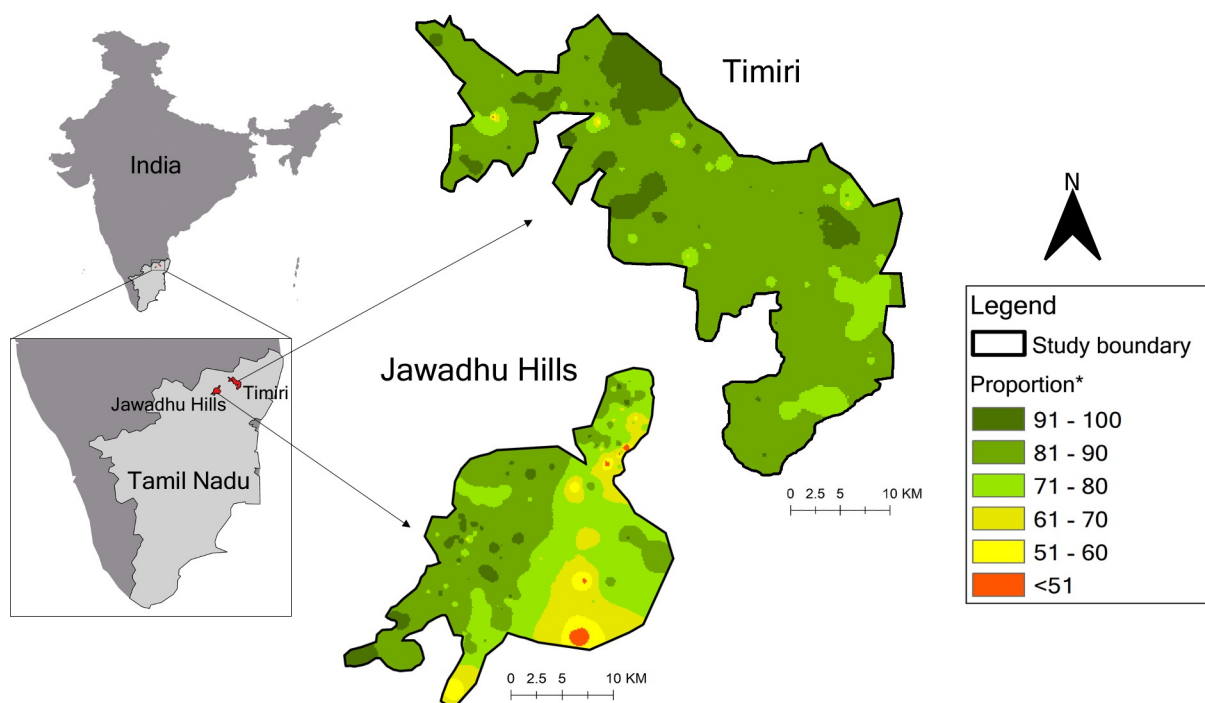 India
Timiri
N
Jawadhu Hills
0 2.5 5 10 KM
Jawadhu Hills
Timiri
Tamil Nadu
0 2.5 5 10 KM
Legend
Study boundary
Proportion*
91 - 100
81 - 90
71 - 80
61 - 70
51 - 60
<51